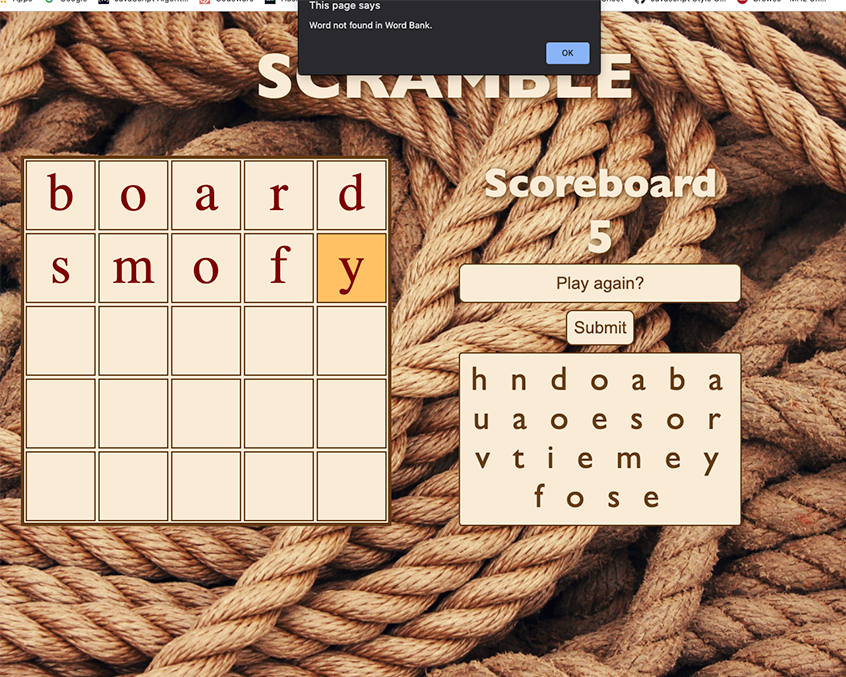 This page says
Word not found in Word Bank.
OK
SCRAMBLE
b o a r d
s m o f y
Scoreboard
5
Play again?
Submit
h n d o a b a
u a o e s o r
v t i e m e y
f o s e